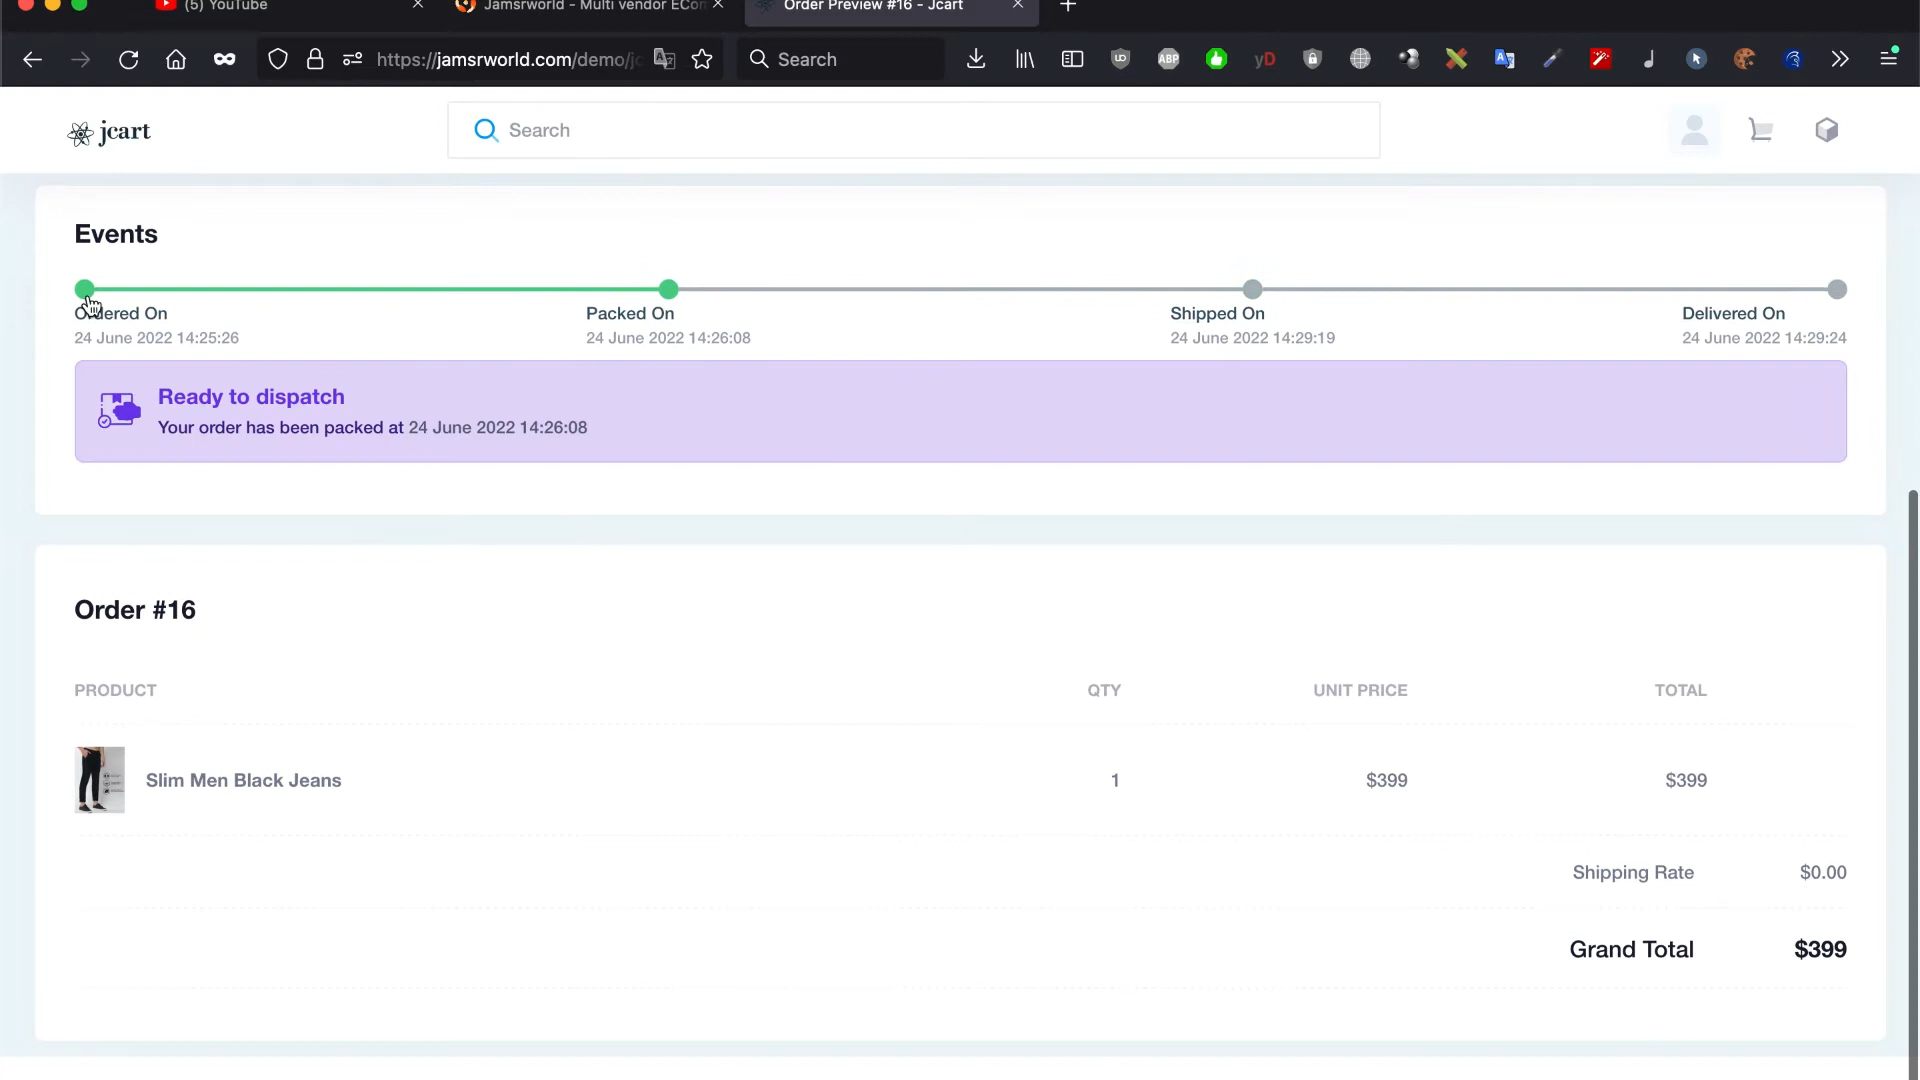 (5) YouTube
Jamsrworld - Multi vendor ECom
Order Preview #16 - Jcart
https://jamsrworld.com/demo/jc
Search
UD
ABP
yD
jcart
Search
Events
Ordered On
24 June 2022 14:25:26
Packed On
24 June 2022 14:26:08
Shipped On
24 June 2022 14:29:19
Delivered On
24 June 2022 14:29:24
Ready to dispatch
Your order has been packed at 24 June 2022 14:26:08
Order #16
PRODUCT QTY UNIT PRICE TOTAL
Slim Men Black Jeans 1 $399 $399
Shipping Rate $0.00
Grand Total $399